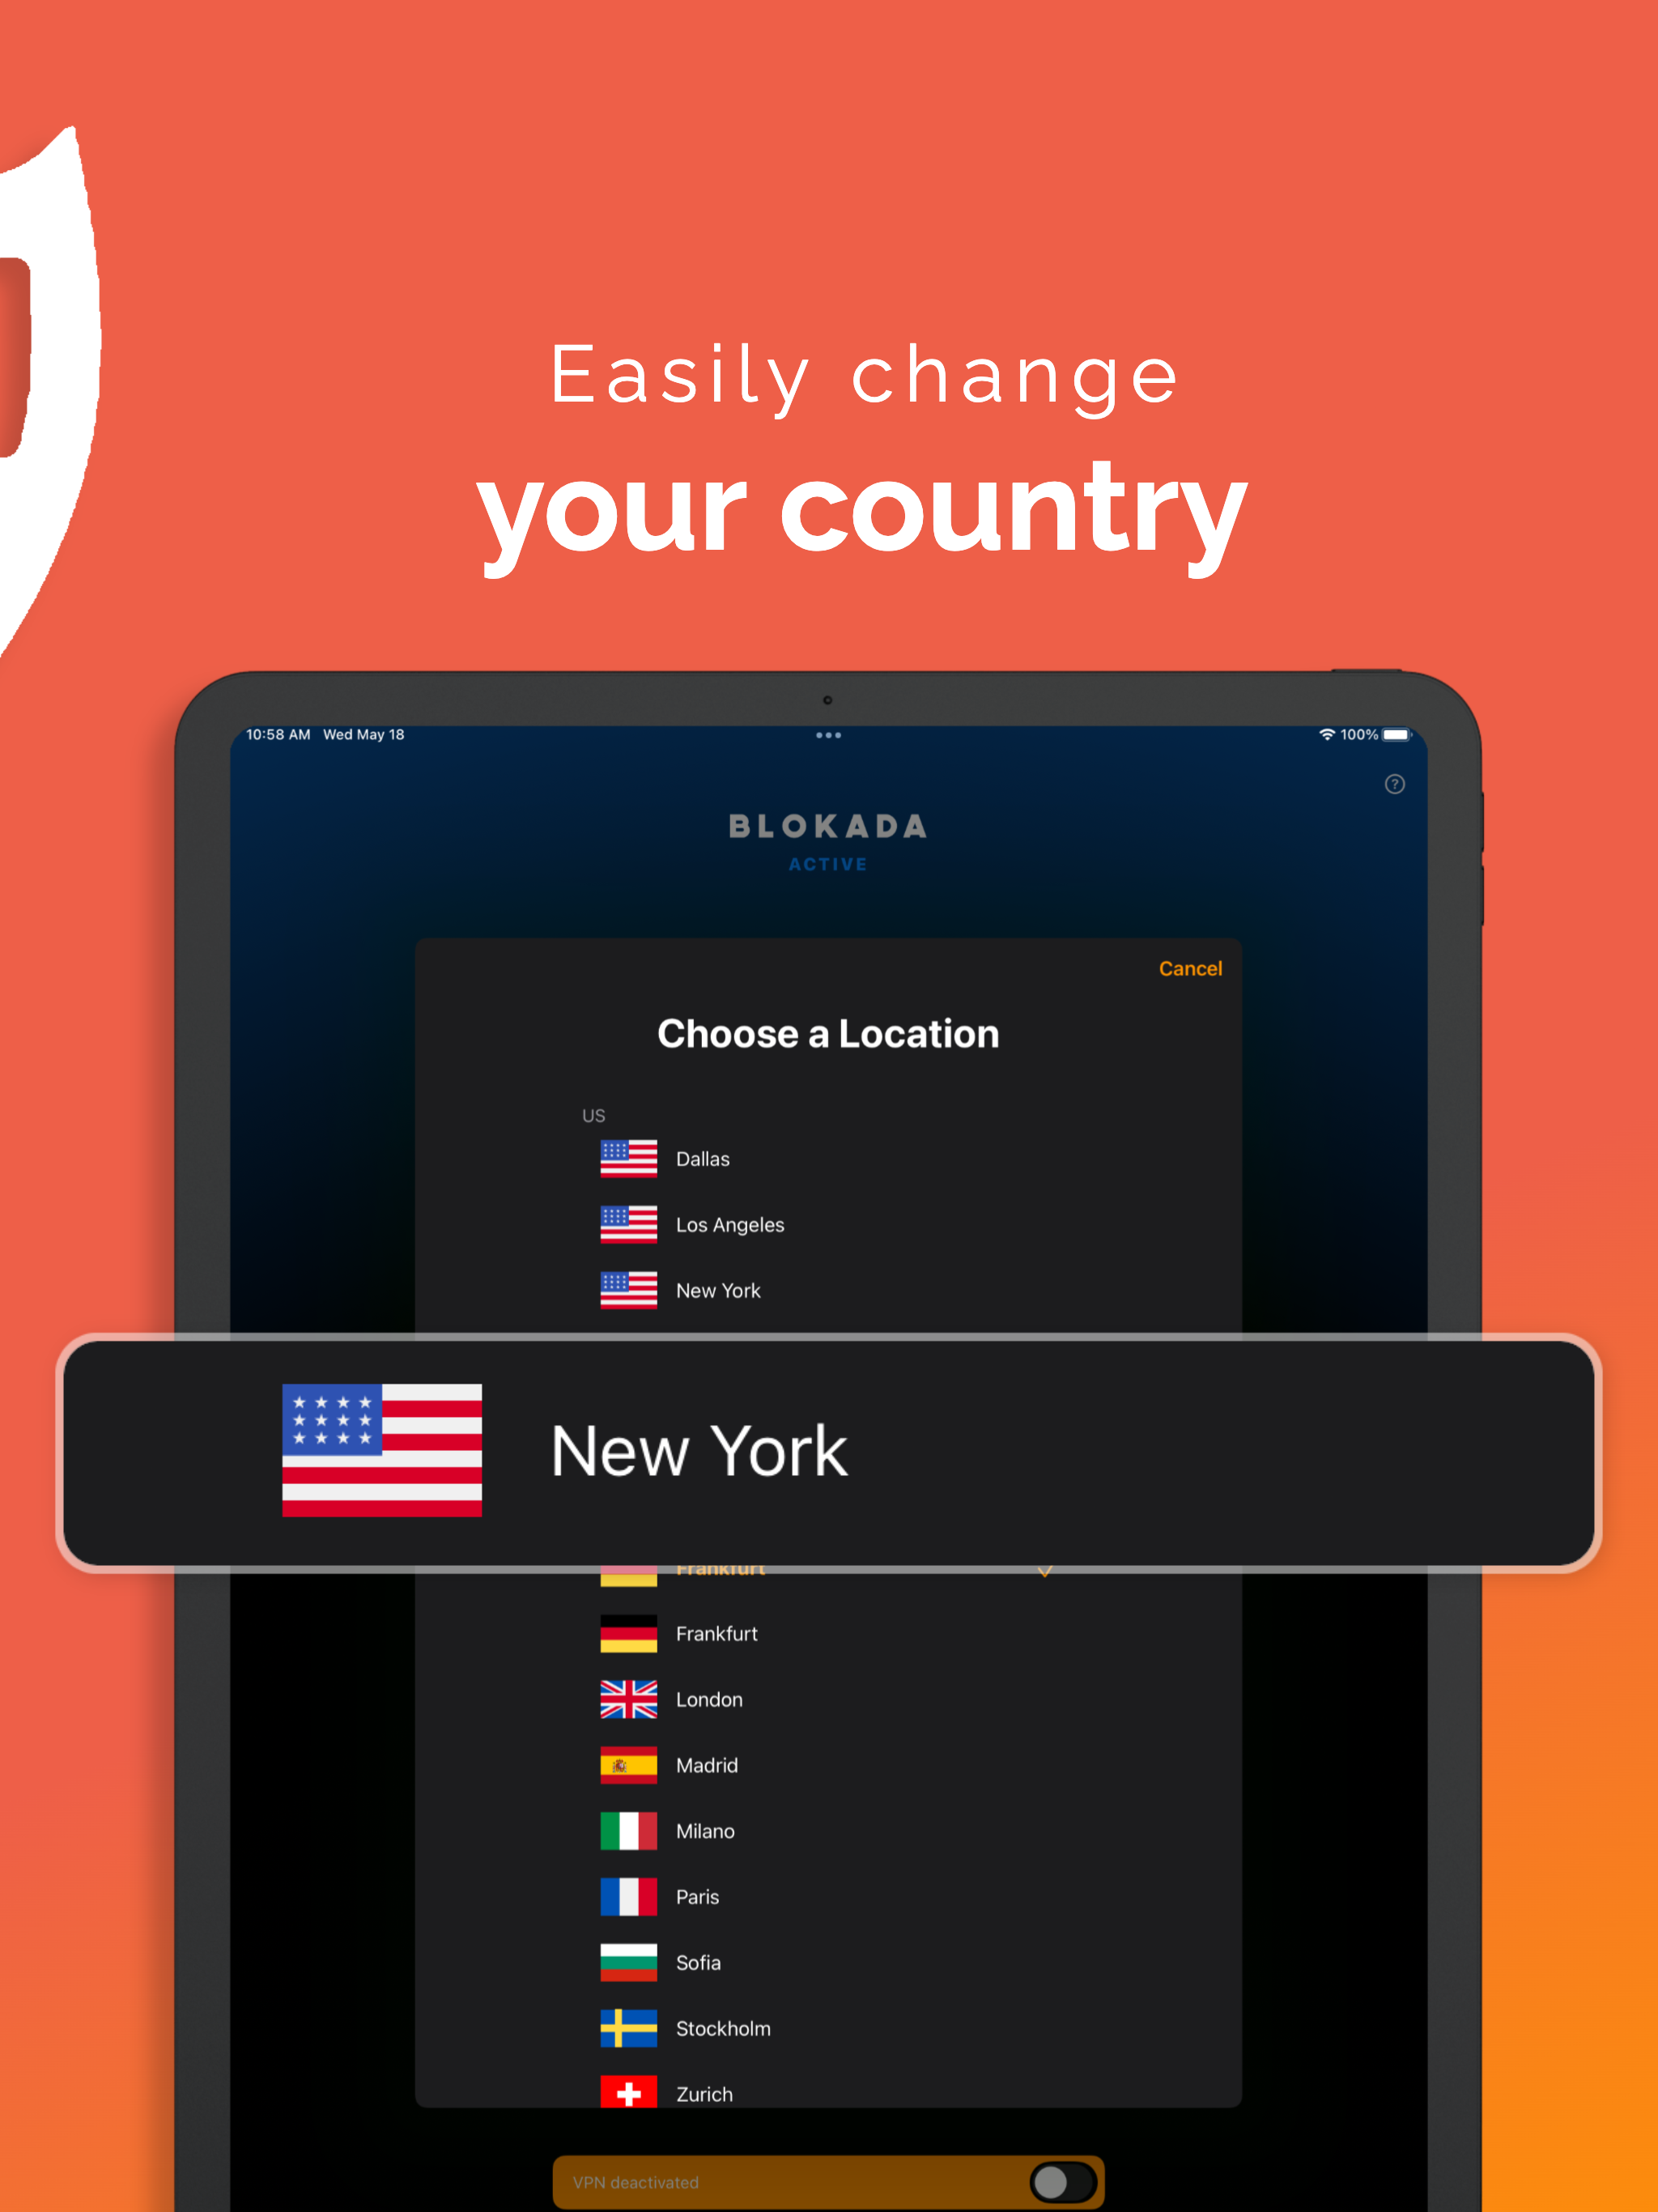 Easily change
your country
10:58 AM Wed May 18
100%
?
BLOKADA
ACTIVE
Cancel
Choose a Location
US
Dallas
Los Angeles
New York
New York
Frankfurt
Frankfurt
London
Madrid
Milano
Paris
Sofia
Stockholm
Zurich
VPN deactivated